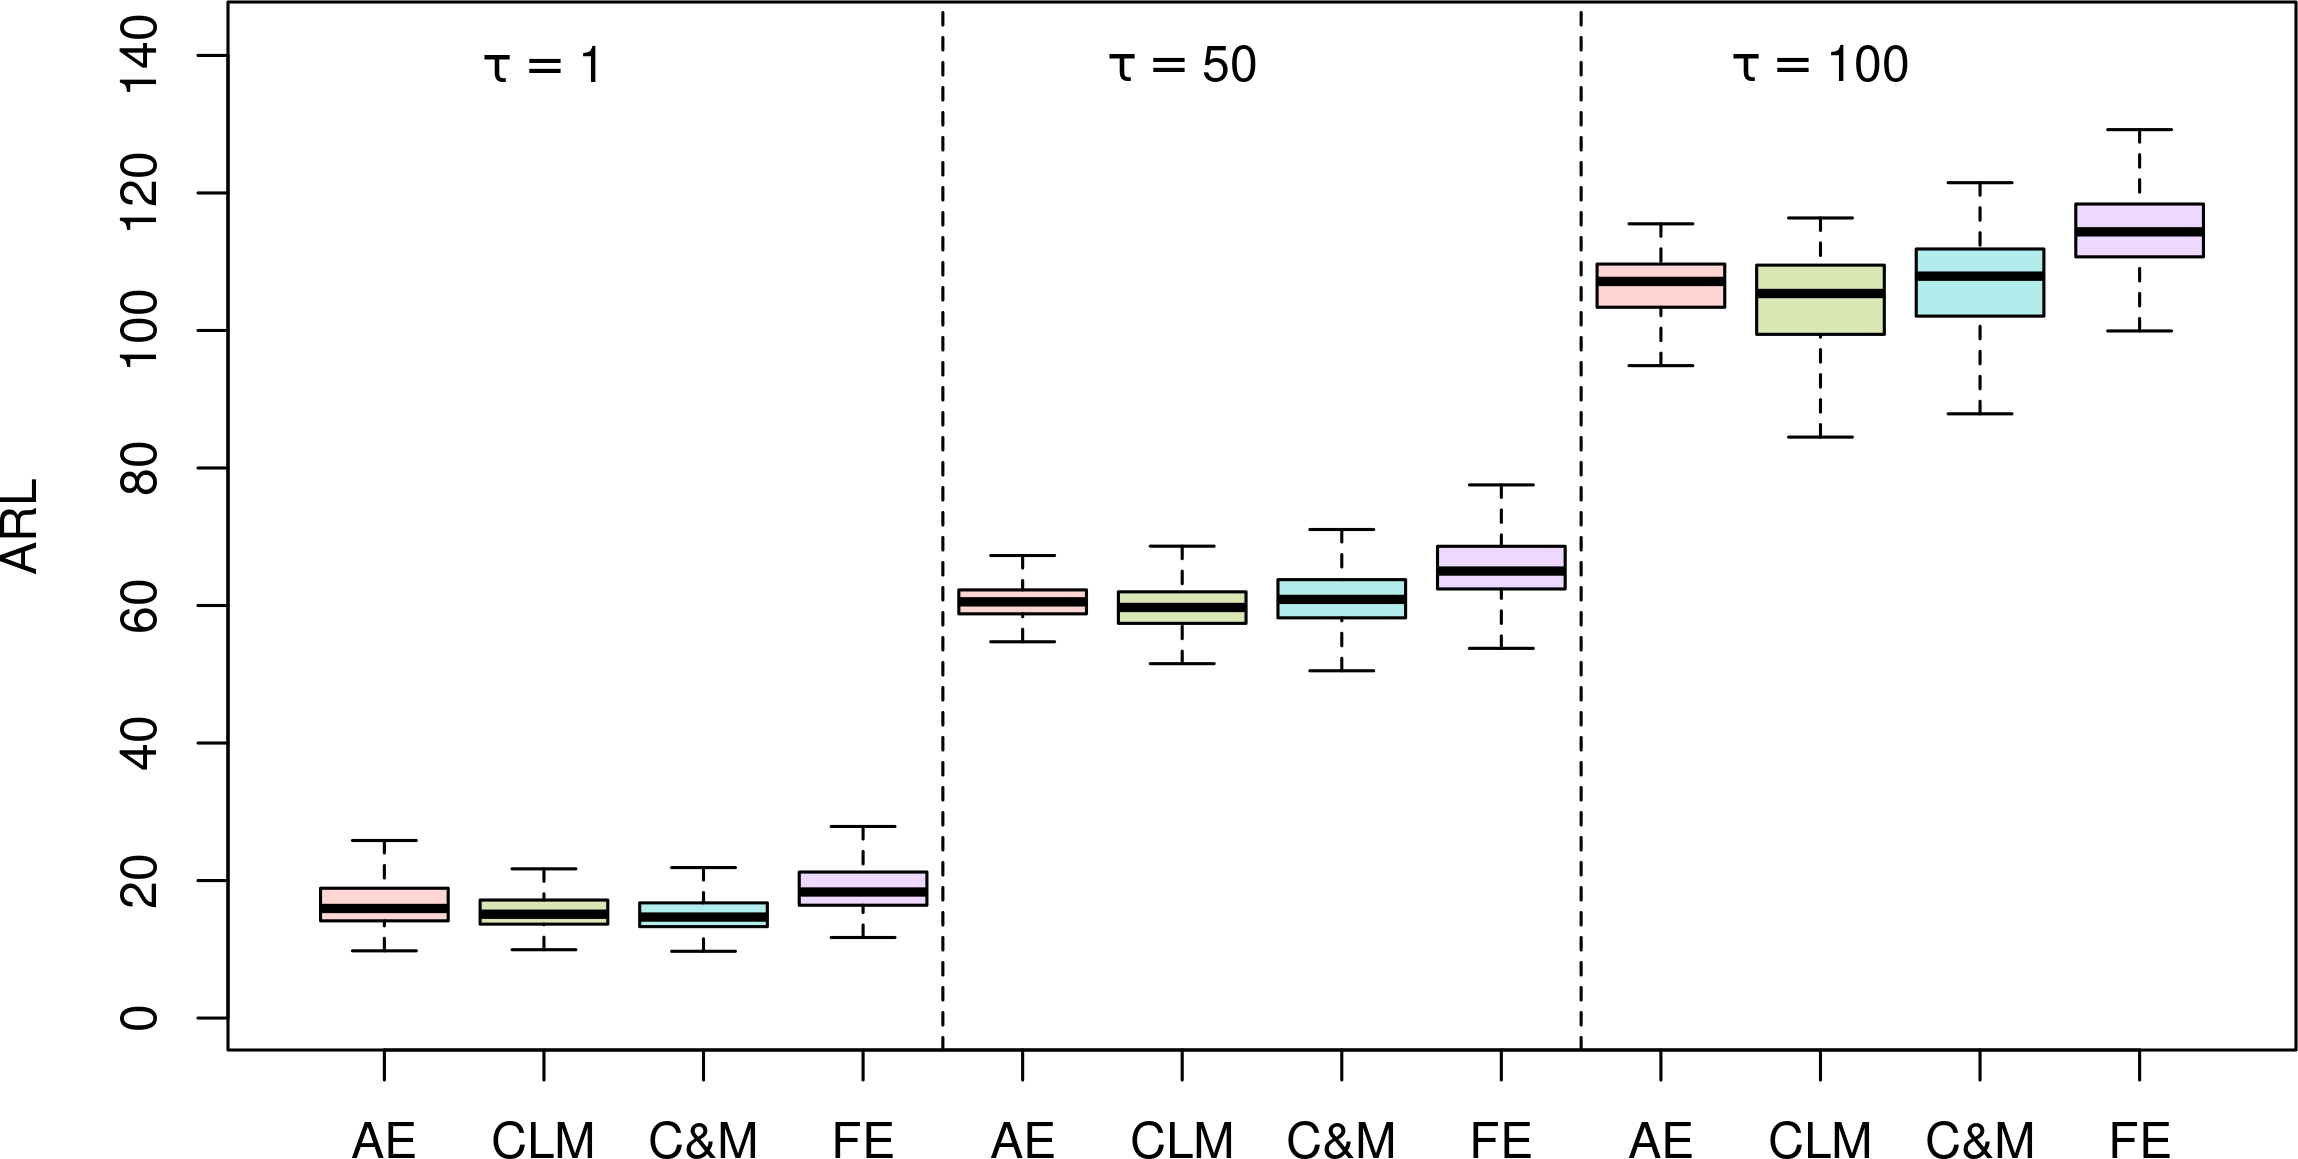 τ = 1
τ = 50
τ = 100
ARL
140
120
100
80
60
40
20
0
AE CLM C&M FE AE CLM C&M FE AE CLM C&M FE